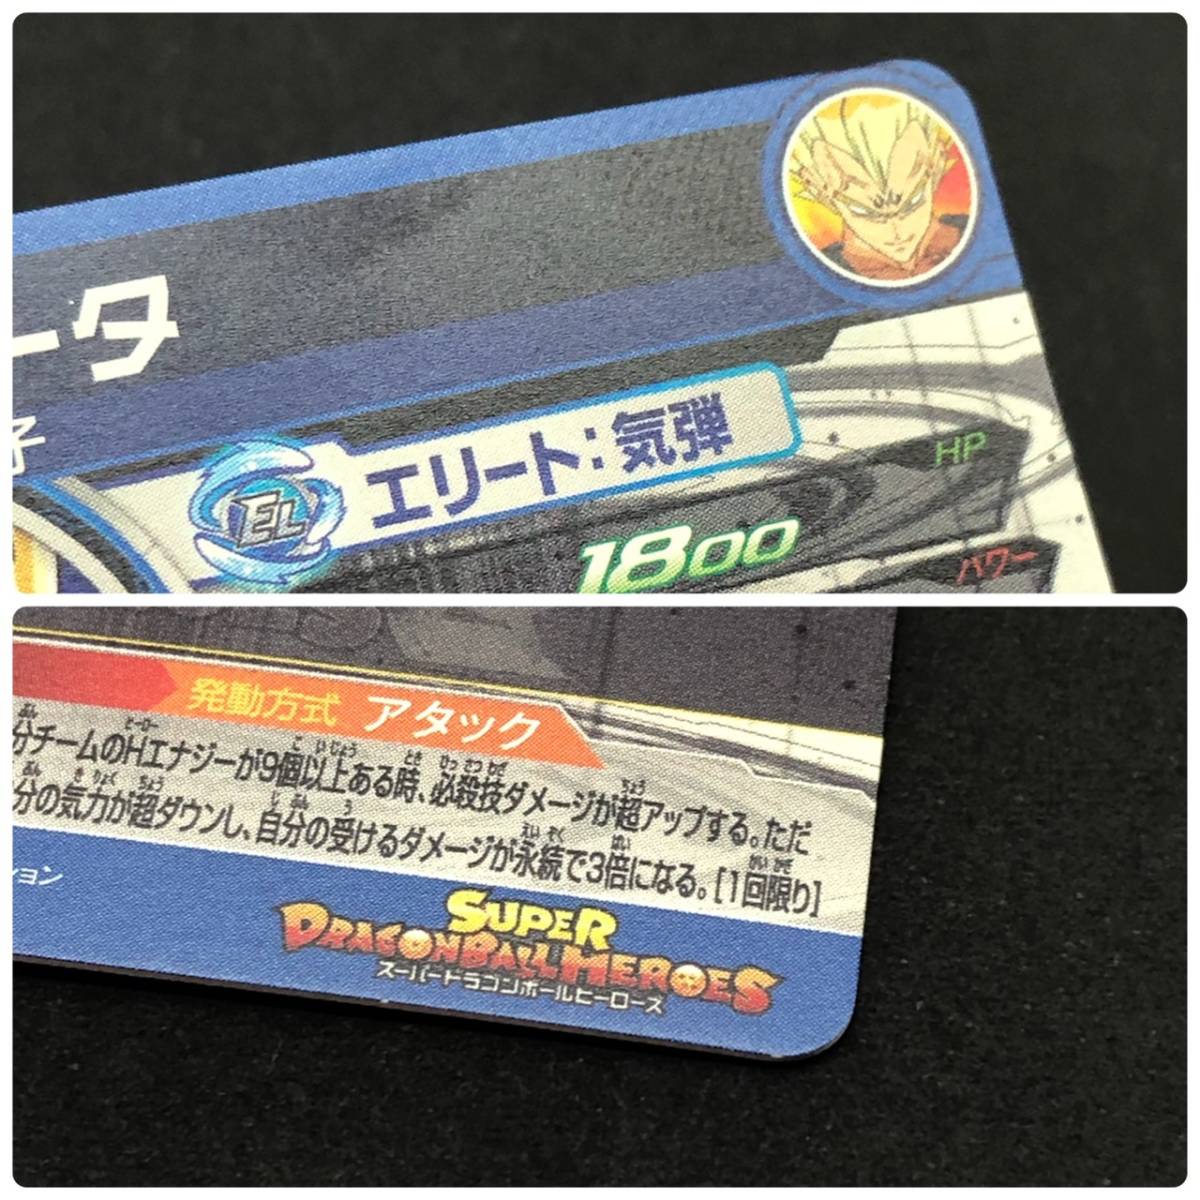 ータ
子
EL エリート：気弾
HP
1800
パワー
発動方式 アタック
分チームのHエナジーが9個以上ある時、必殺技ダメージが超アップする。ただ
分の気力が超ダウンし、自分の受けるダメージが永続で3倍になる。[1回限り]
ション
SUPER
DRAGONBALL HEROES
スーパードラゴンボールヒーローズ